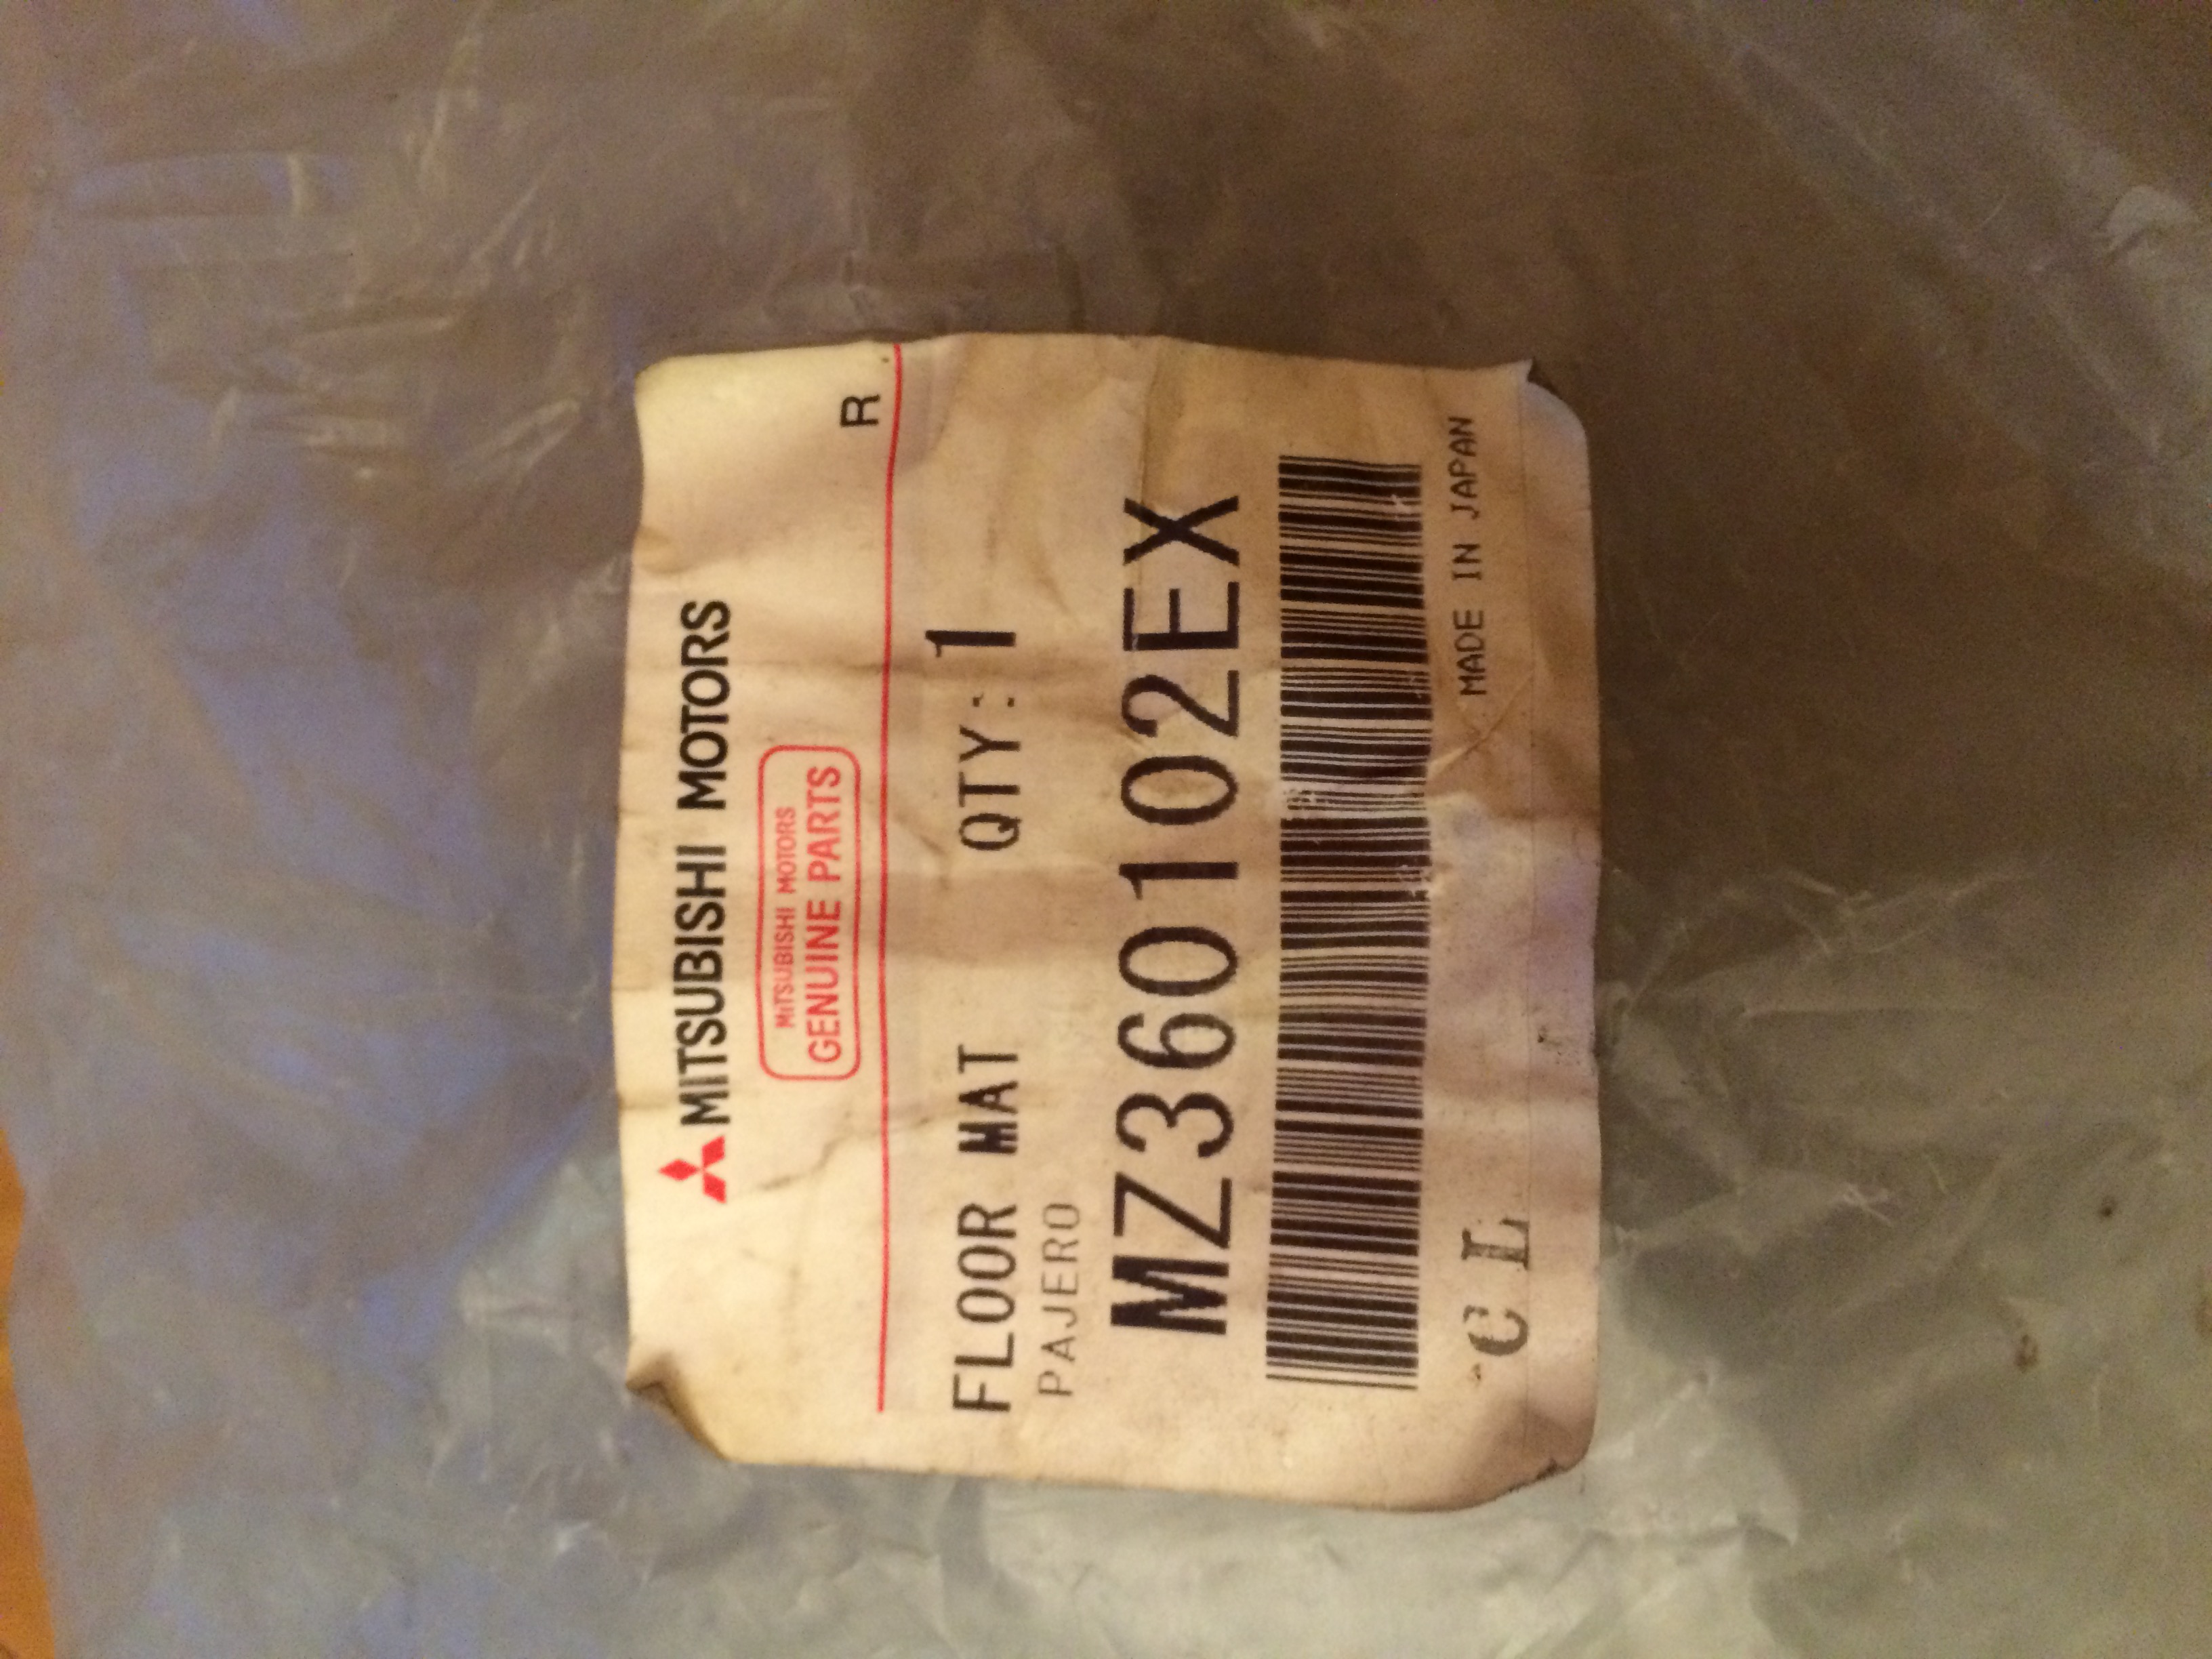 MITSUBISHI MOTORS
MITSUBISHI MOTORS
GENUINE PARTS
R
FLOOR MAT QTY:1
PAJERO
MZ360102EX
MADE IN JAPAN
CL